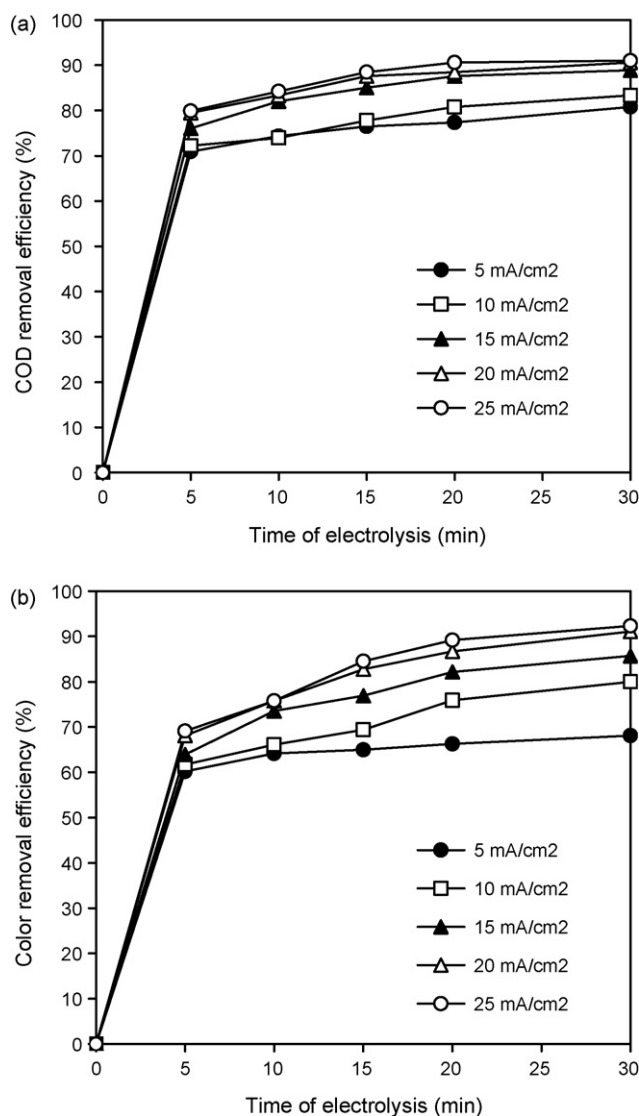 (a)
100
90
80
70
60
50
40
30
20
10
0
COD removal efficiency (%)
5 mA/cm2
10 mA/cm2
15 mA/cm2
20 mA/cm2
25 mA/cm2
0 5 10 15 20 25 30
Time of electrolysis (min)
(b)
100
90
80
70
60
50
40
30
20
10
0
Color removal efficiency (%)
5 mA/cm2
10 mA/cm2
15 mA/cm2
20 mA/cm2
25 mA/cm2
0 5 10 15 20 25 30
Time of electrolysis (min)